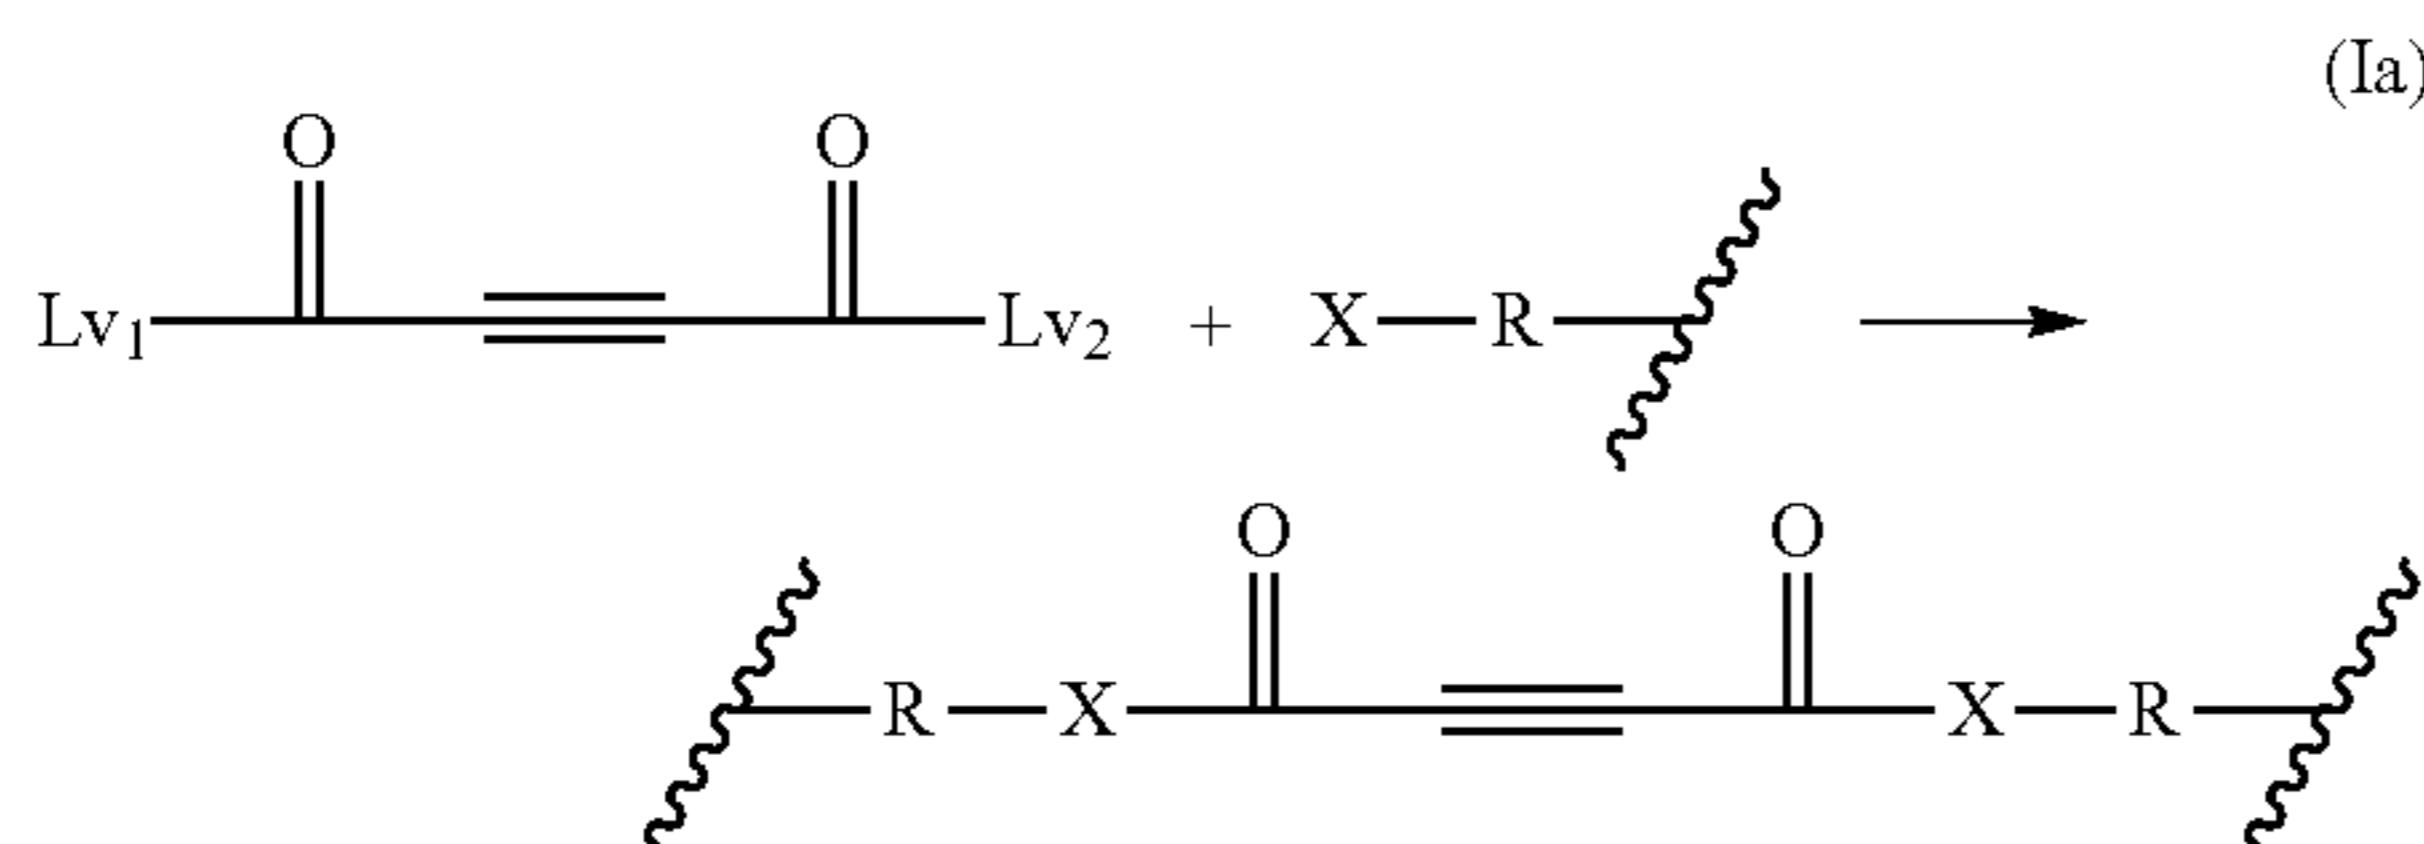 (Ia)
O O
Lv₁ Lv₂ + X R
O O
R X X R